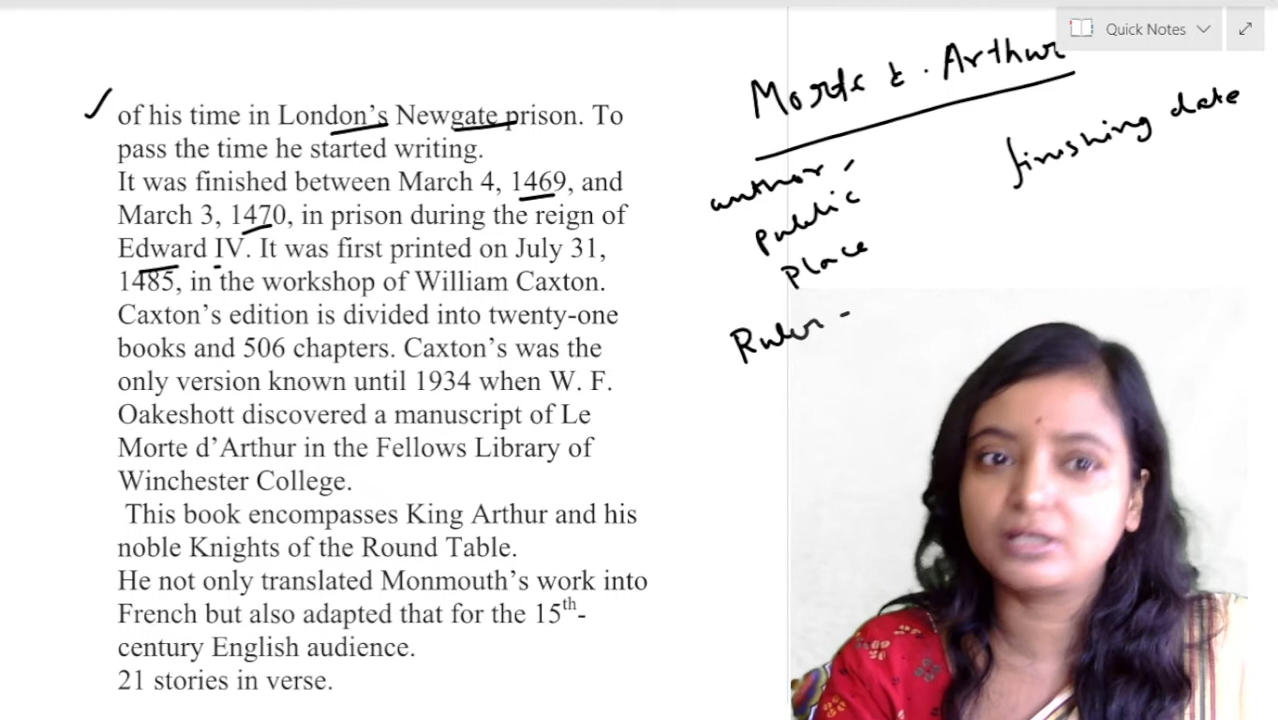 Quick Notes
of his time in London's Newgate prison. To
pass the time he started writing.
It was finished between March 4, 1469, and
March 3, 1470, in prison during the reign of
Edward IV. It was first printed on July 31,
1485, in the workshop of William Caxton.
Caxton's edition is divided into twenty-one
books and 506 chapters. Caxton's was the
only version known until 1934 when W. F.
Oakeshott discovered a manuscript of Le
Morte d'Arthur in the Fellows Library of
Winchester College.
This book encompasses King Arthur and his
noble Knights of the Round Table.
He not only translated Monmouth's work into
French but also adapted that for the 15th-
century English audience.
21 stories in verse.
Arthur
author -
finishing date
public
place
Ruler -